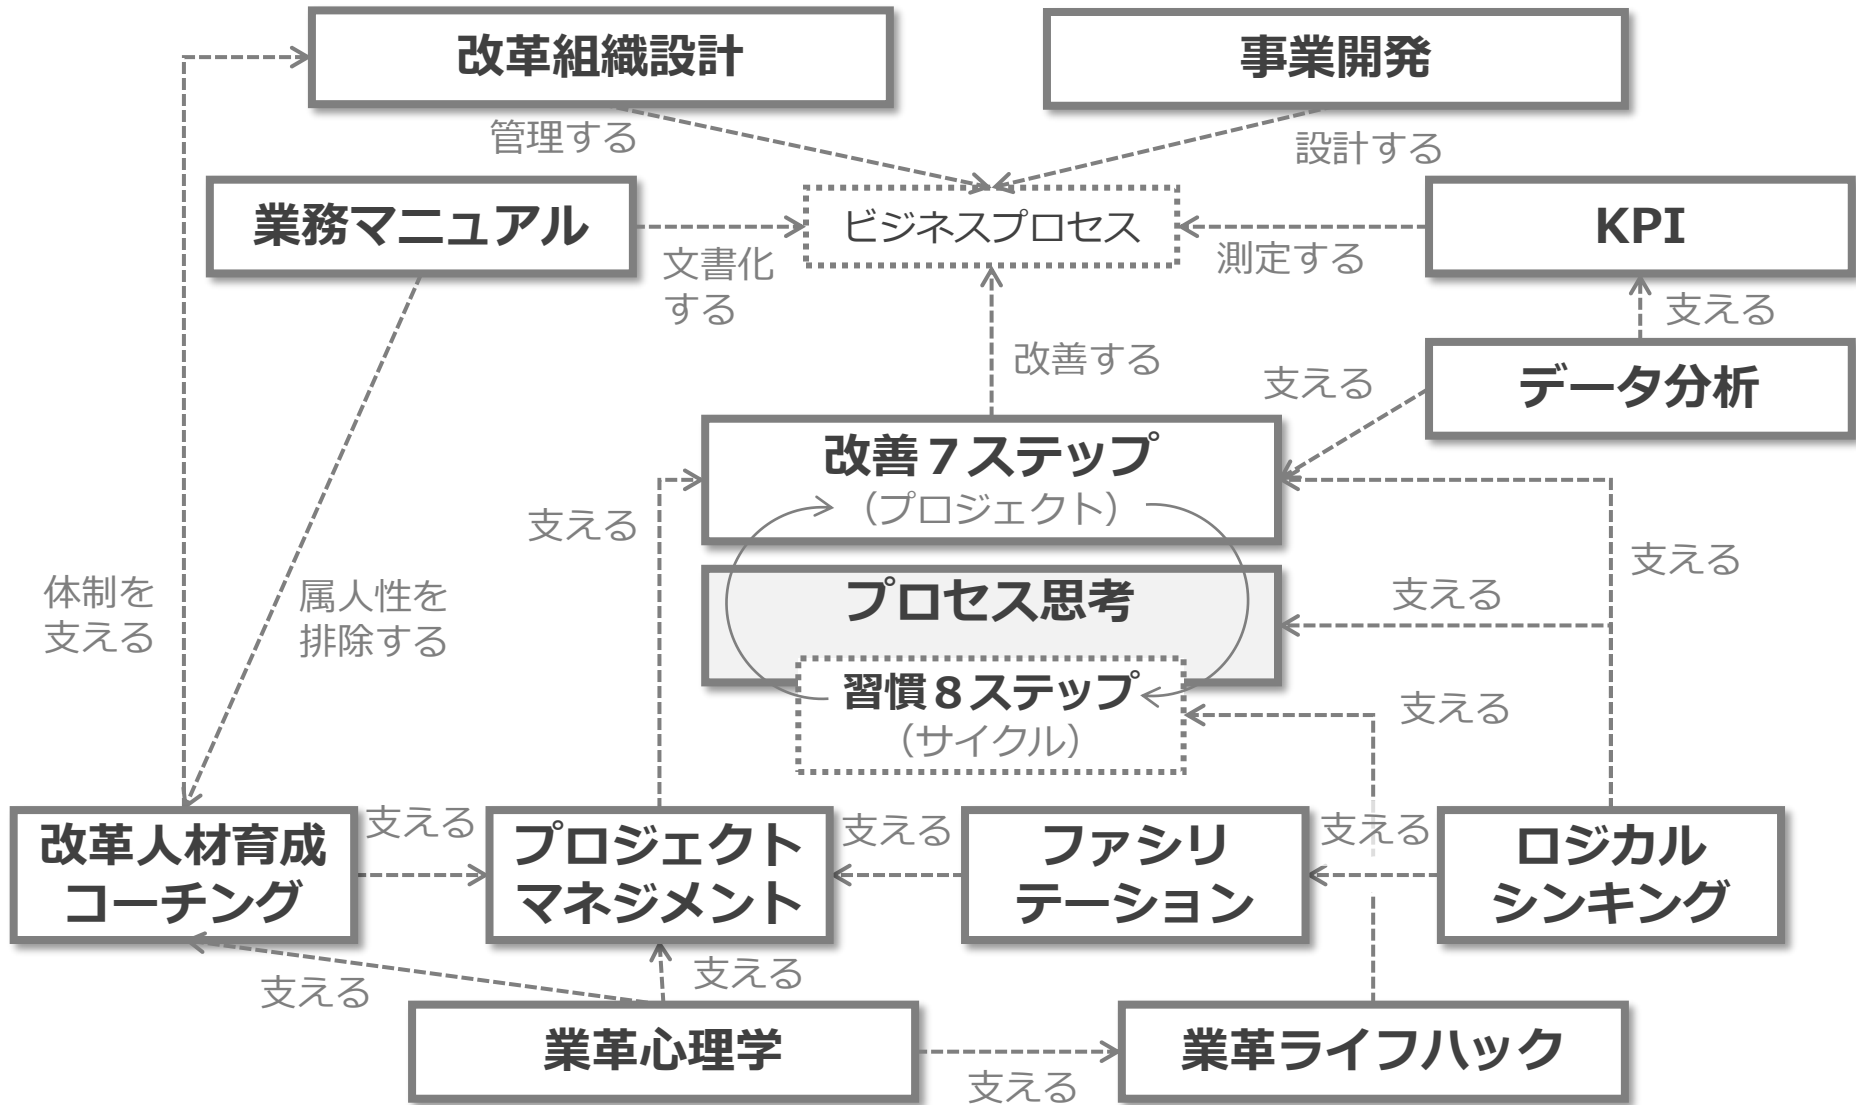 改革組織設計
事業開発
管理する
設計する
業務マニュアル
ビジネスプロセス
KPI
文書化
する
測定する
支える
改善する
支える
データ分析
改善７ステップ
（プロジェクト）
支える
支える
体制を
支える
属人性を
排除する
プロセス思考
支える
習慣８ステップ
（サイクル）
支える
改革人材育成
コーチング
支える
プロジェクト
マネジメント
支える
ファシリ
テーション
支える
ロジカル
シンキング
支える
支える
業革心理学
支える
業革ライフハック